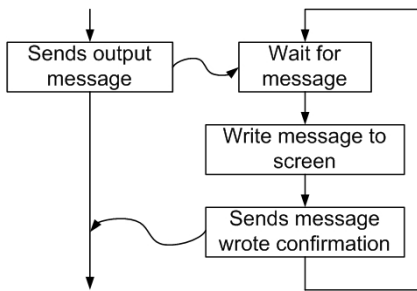 Sends output
message
Wait for
message
Write message to
screen
Sends message
wrote confirmation